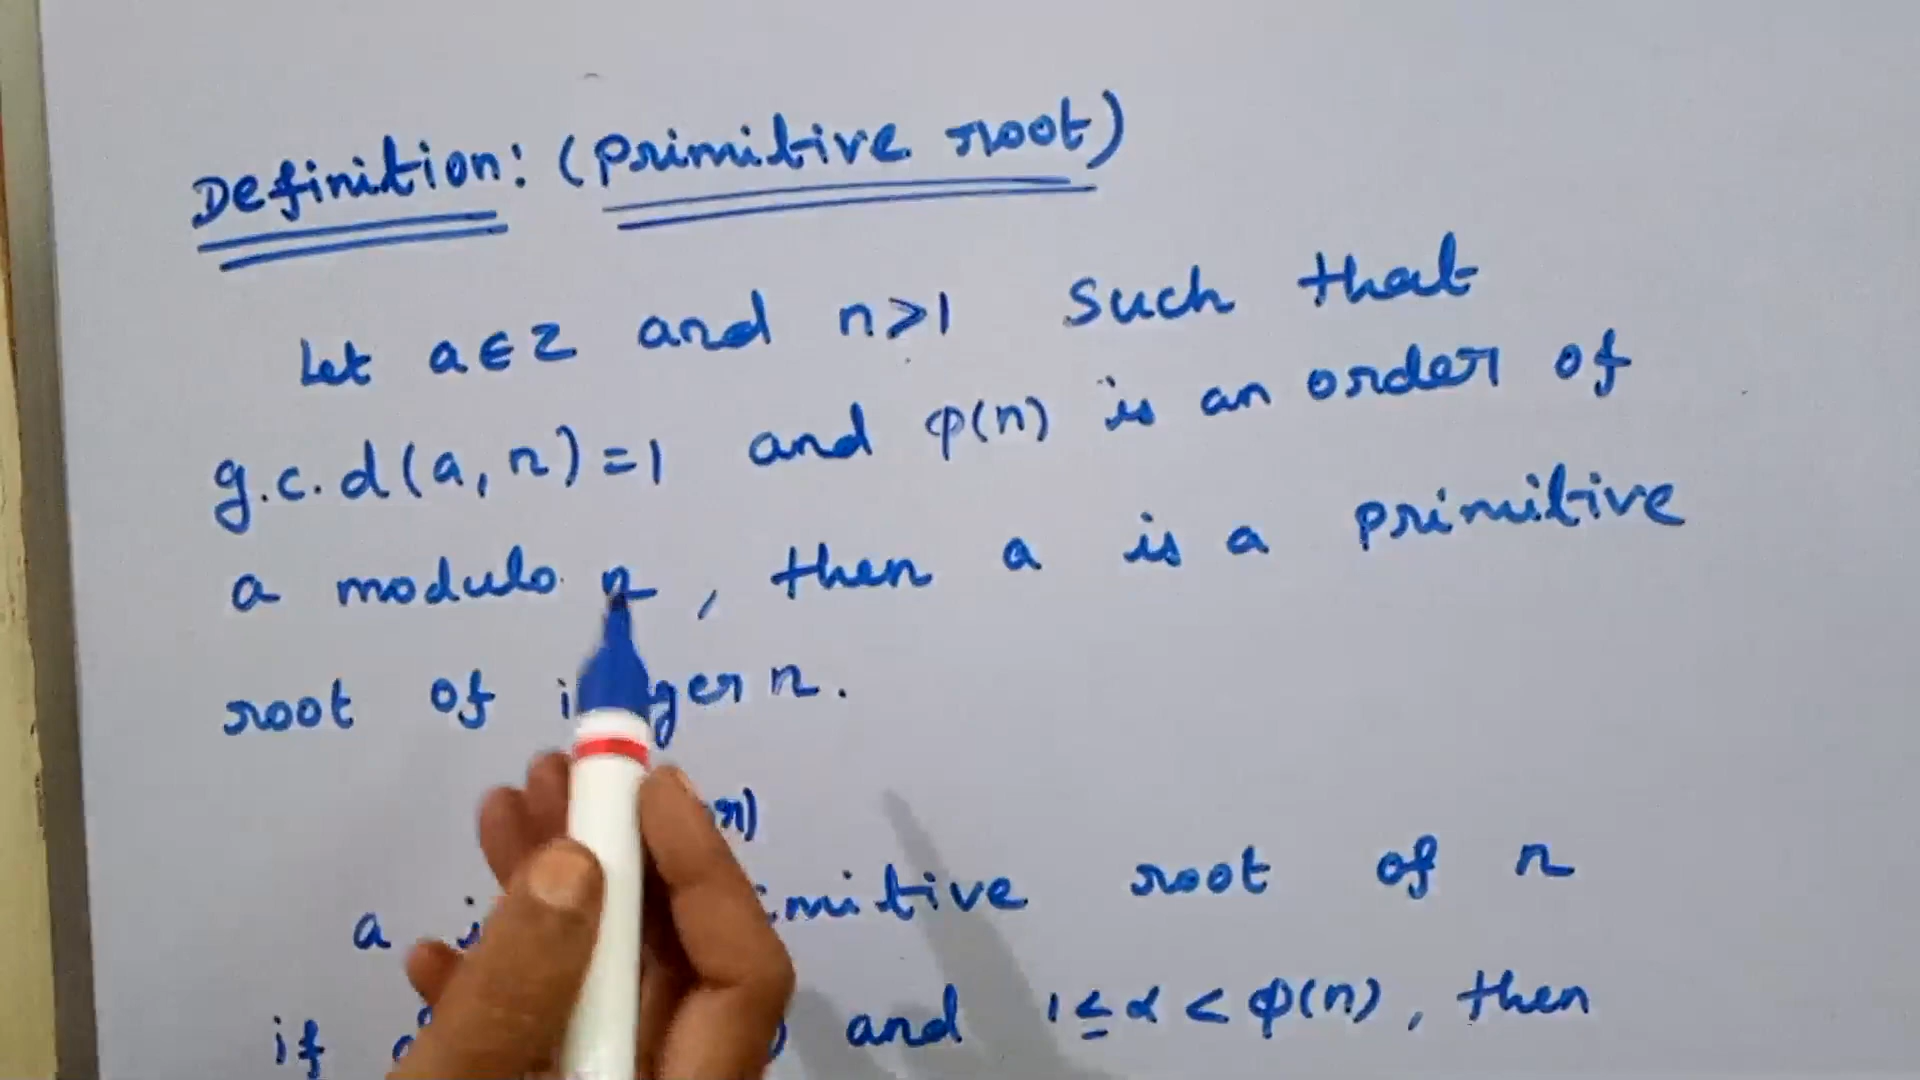 Definition: (Primitive root)
Let a∈Z and n>1 such that
g.c.d(a,n)=1 and φ(n) is an order of
a modulo n, then a is a primitive
root of n.
a root of n
if and 1≤α<φ(n), then